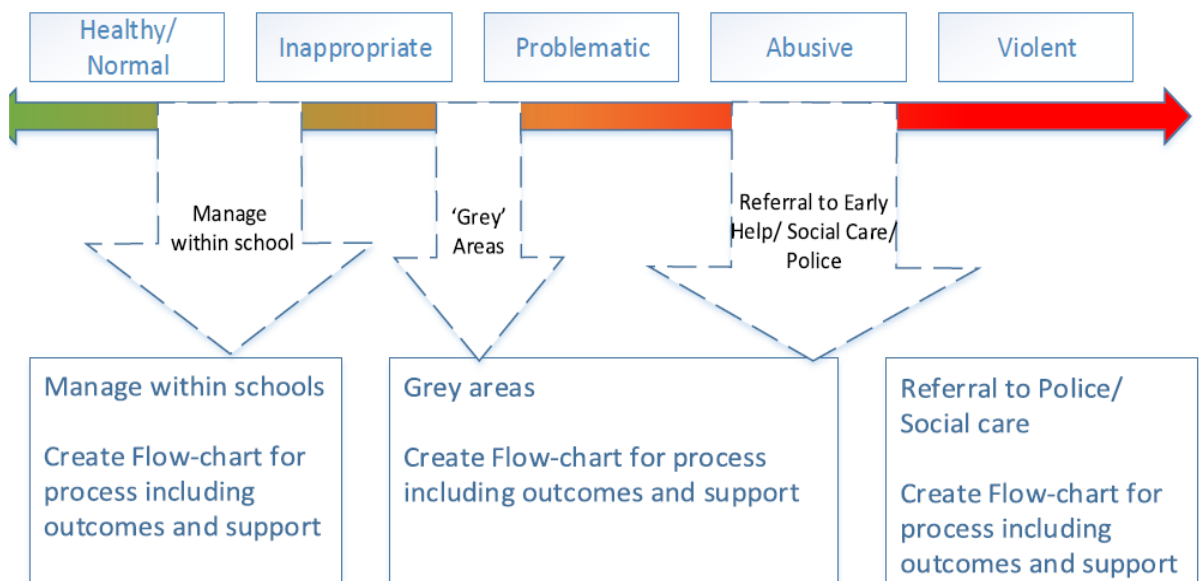 Healthy/
Normal
Inappropriate
Problematic
Abusive
Violent
Manage
within school
‘Grey’
Areas
Referral to Early
Help/ Social Care/
Police
Manage within schools
Create Flow-chart for
process including
outcomes and support
Grey areas
Create Flow-chart for process
including outcomes and support
Referral to Police/
Social care
Create Flow-chart for
process including
outcomes and support